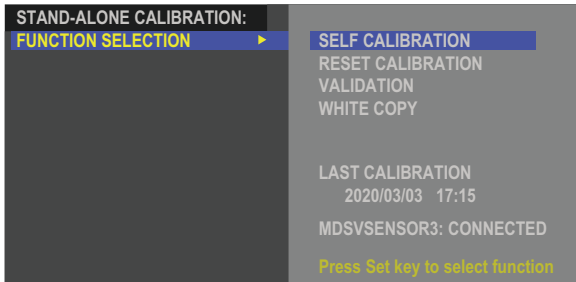 STAND-ALONE CALIBRATION:
FUNCTION SELECTION
SELF CALIBRATION
RESET CALIBRATION
VALIDATION
WHITE COPY
LAST CALIBRATION
2020/03/03 17:15
MDSVSENSOR3: CONNECTED
Press Set key to select function